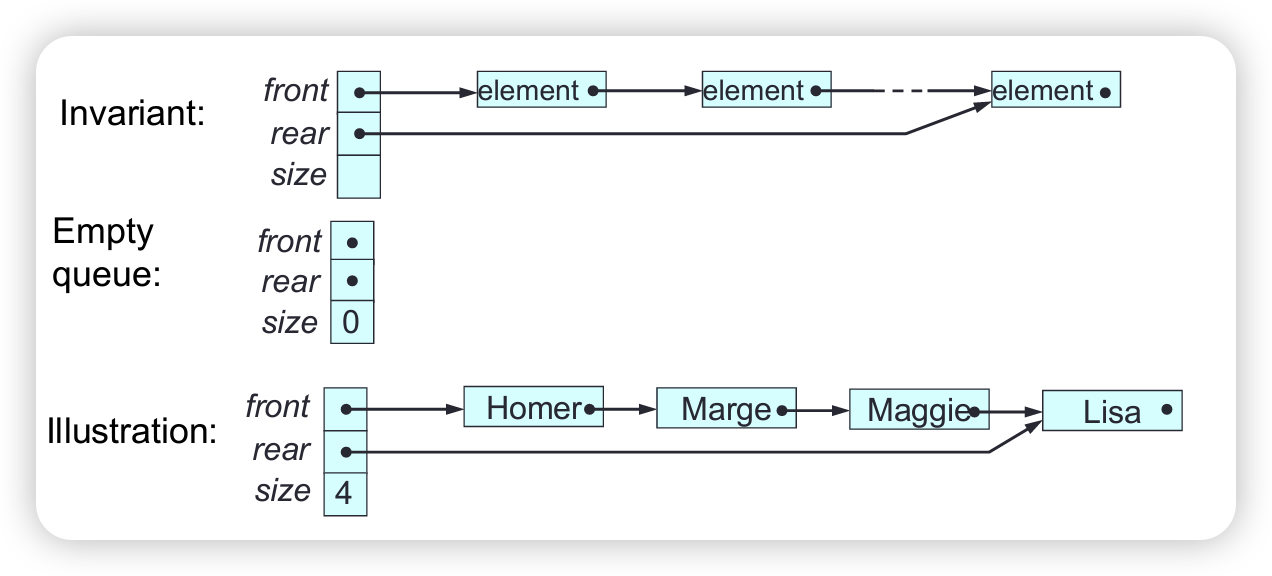 Invariant:
front element element element
rear
size
Empty
queue:
front
rear
size 0
Illustration:
front Homer Marge Maggie Lisa
rear
size 4